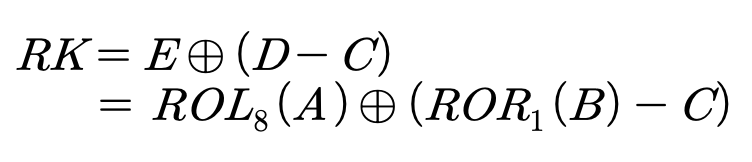 RK = E ⊕ (D − C)
= ROL₈(A) ⊕ (ROR₁(B) − C)